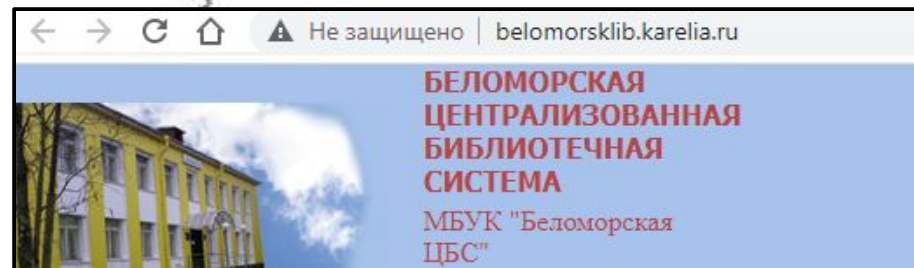 Не защищено | belomorsklib.karelia.ru
БЕЛОМОРСКАЯ
ЦЕНТРАЛИЗОВАННАЯ
БИБЛИОТЕЧНАЯ
СИСТЕМА
МБУК "Беломорская
ЦБС"